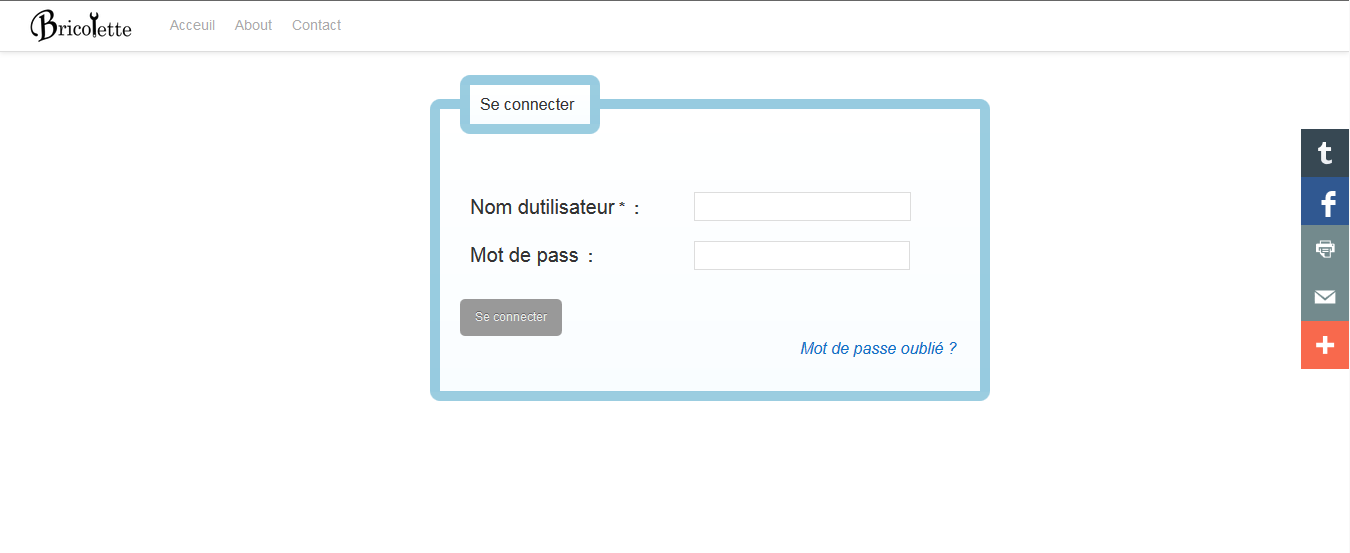 Bricolette Acceuil About Contact
Se connecter
Nom dutilisateur * :
Mot de pass :
Se connecter
Mot de passe oublié ?